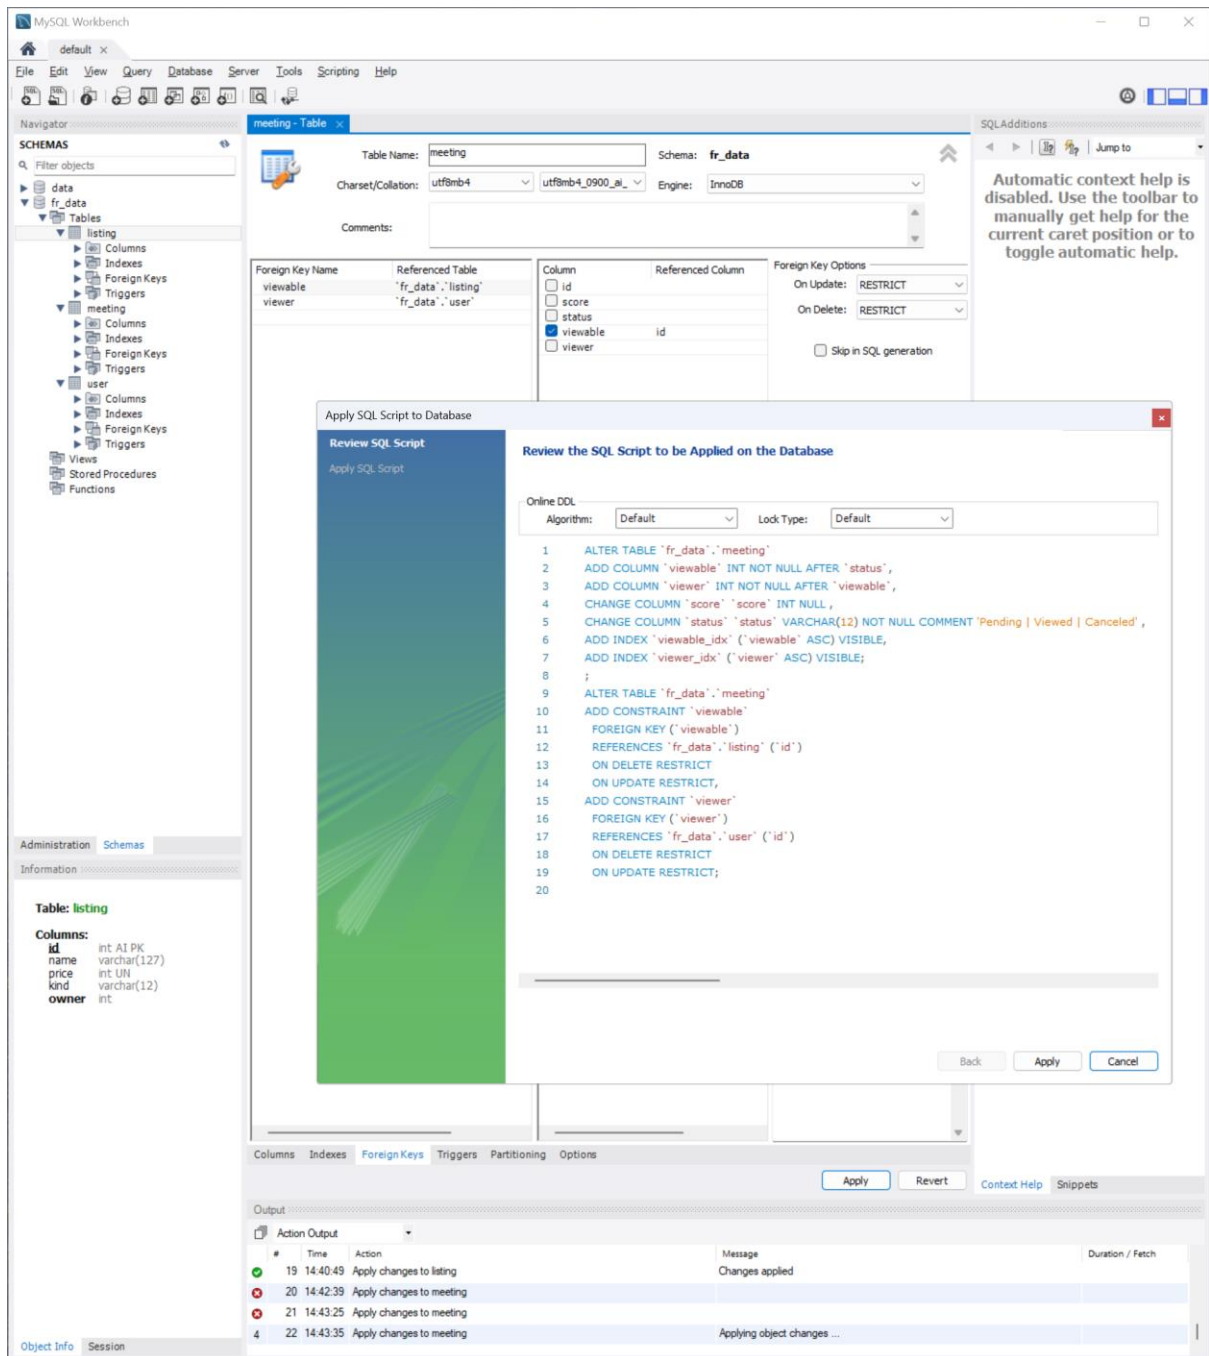 MySQL Workbench
default
File Edit View Query Database Server Tools Scripting Help
Navigator
SCHEMAS
Filter objects
data
fr_data
Tables
listing
Columns
Indexes
Foreign Keys
Triggers
meeting
Columns
Indexes
Foreign Keys
Triggers
user
Columns
Indexes
Foreign Keys
Triggers
Views
Stored Procedures
Functions
Administration Schemas
Information
Table: listing
Columns:
id int AI PK
name varchar(127)
price int UN
kind varchar(12)
owner int
Object Info Session
meeting - Table
Table Name: meeting Schema: fr_data
Charset/Collation: utf8mb4 utf8mb4_0900_ai_ Engine: InnoDB
Comments:
Foreign Key Name Referenced Table
viewable `fr_data`.`listing`
viewer `fr_data`.`user`
Column Referenced Column
id
score
status
viewable id
viewer
Foreign Key Options
On Update: RESTRICT
On Delete: RESTRICT
Skip in SQL generation
SQLAdditions
Jump to
Automatic context help is
disabled. Use the toolbar to
manually get help for the
current caret position or to
toggle automatic help.
Apply SQL Script to Database
Review SQL Script
Apply SQL Script
Review the SQL Script to be Applied on the Database
Online DDL
Algorithm: Default Lock Type: Default
1 ALTER TABLE `fr_data`.`meeting`
2 ADD COLUMN `viewable` INT NOT NULL AFTER `status`,
3 ADD COLUMN `viewer` INT NOT NULL AFTER `viewable`,
4 CHANGE COLUMN `score` `score` INT NULL ,
5 CHANGE COLUMN `status` `status` VARCHAR(12) NOT NULL COMMENT 'Pending | Viewed | Canceled' ,
6 ADD INDEX `viewable_idx` (`viewable` ASC) VISIBLE,
7 ADD INDEX `viewer_idx` (`viewer` ASC) VISIBLE;
8 ;
9 ALTER TABLE `fr_data`.`meeting`
10 ADD CONSTRAINT `viewable`
11 FOREIGN KEY (`viewable`)
12 REFERENCES `fr_data`.`listing` (`id`)
13 ON DELETE RESTRICT
14 ON UPDATE RESTRICT,
15 ADD CONSTRAINT `viewer`
16 FOREIGN KEY (`viewer`)
17 REFERENCES `fr_data`.`user` (`id`)
18 ON DELETE RESTRICT
19 ON UPDATE RESTRICT;
20
Back Apply Cancel
Columns Indexes Foreign Keys Triggers Partitioning Options
Apply Revert
Context Help Snippets
Output
Action Output
# Time Action Message Duration / Fetch
19 14:40:49 Apply changes to listing Changes applied
20 14:42:39 Apply changes to meeting
21 14:43:25 Apply changes to meeting
4 22 14:43:35 Apply changes to meeting Applying object changes ...